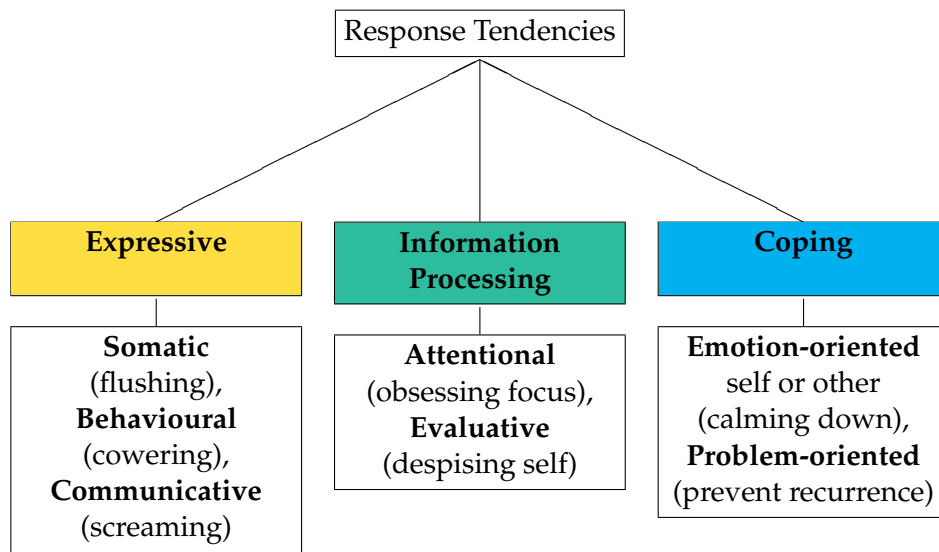 Response Tendencies
Expressive
Information
Processing
Coping
Somatic
(flushing),
Behavioural
(cowering),
Communicative
(screaming)
Attentional
(obsessing focus),
Evaluative
(despising self)
Emotion-oriented
self or other
(calming down),
Problem-oriented
(prevent recurrence)